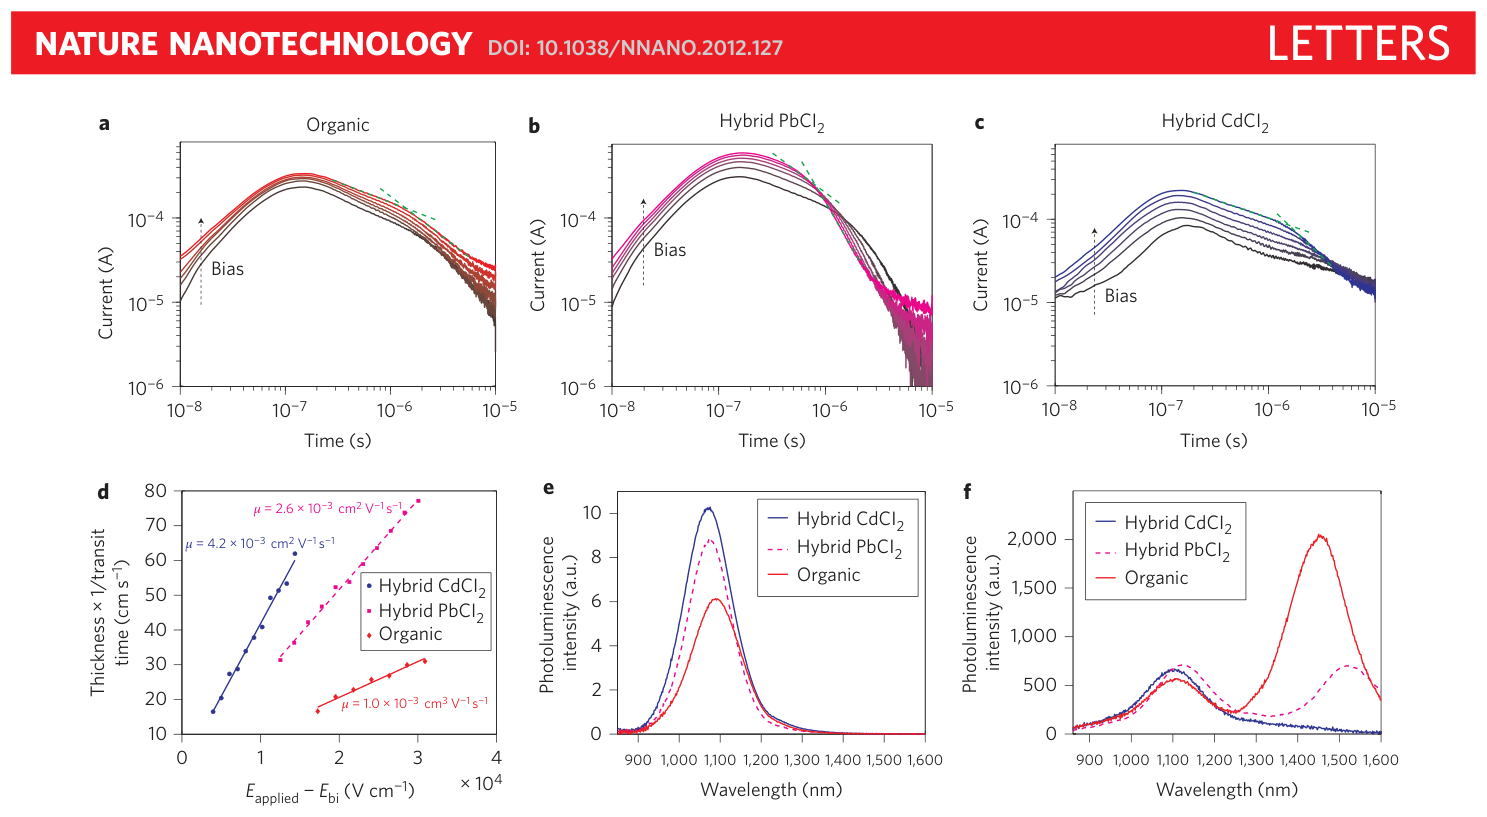 NATURE NANOTECHNOLOGY DOI: 10.1038/NNANO.2012.127 LETTERS
a Organic
Current (A)
10⁻⁴
10⁻⁵
10⁻⁶
Bias
10⁻⁸ 10⁻⁷ 10⁻⁶ 10⁻⁵
Time (s)
b Hybrid PbCl₂
Current (A)
10⁻⁴
10⁻⁵
10⁻⁶
Bias
10⁻⁸ 10⁻⁷ 10⁻⁶ 10⁻⁵
Time (s)
c Hybrid CdCl₂
Current (A)
10⁻⁴
10⁻⁵
10⁻⁶
Bias
10⁻⁸ 10⁻⁷ 10⁻⁶ 10⁻⁵
Time (s)
d
Thickness × 1/transit
time (cm s⁻¹)
80
70
60
50
40
30
20
10
μ = 2.6 × 10⁻³ cm² V⁻¹ s⁻¹
μ = 4.2 × 10⁻³ cm² V⁻¹ s⁻¹
Hybrid CdCl₂
Hybrid PbCl₂
Organic
μ = 1.0 × 10⁻³ cm³ V⁻¹ s⁻¹
0 1 2 3 4
× 10⁴
E applied − E bi (V cm⁻¹)
e
Photoluminescence
intensity (a.u.)
10
8
6
4
2
0
Hybrid CdCl₂
Hybrid PbCl₂
Organic
900 1,000 1,100 1,200 1,300 1,400 1,500 1,600
Wavelength (nm)
f
Photoluminescence
intensity (a.u.)
2,000
1,500
1,000
500
0
Hybrid CdCl₂
Hybrid PbCl₂
Organic
900 1,000 1,100 1,200 1,300 1,400 1,500 1,600
Wavelength (nm)